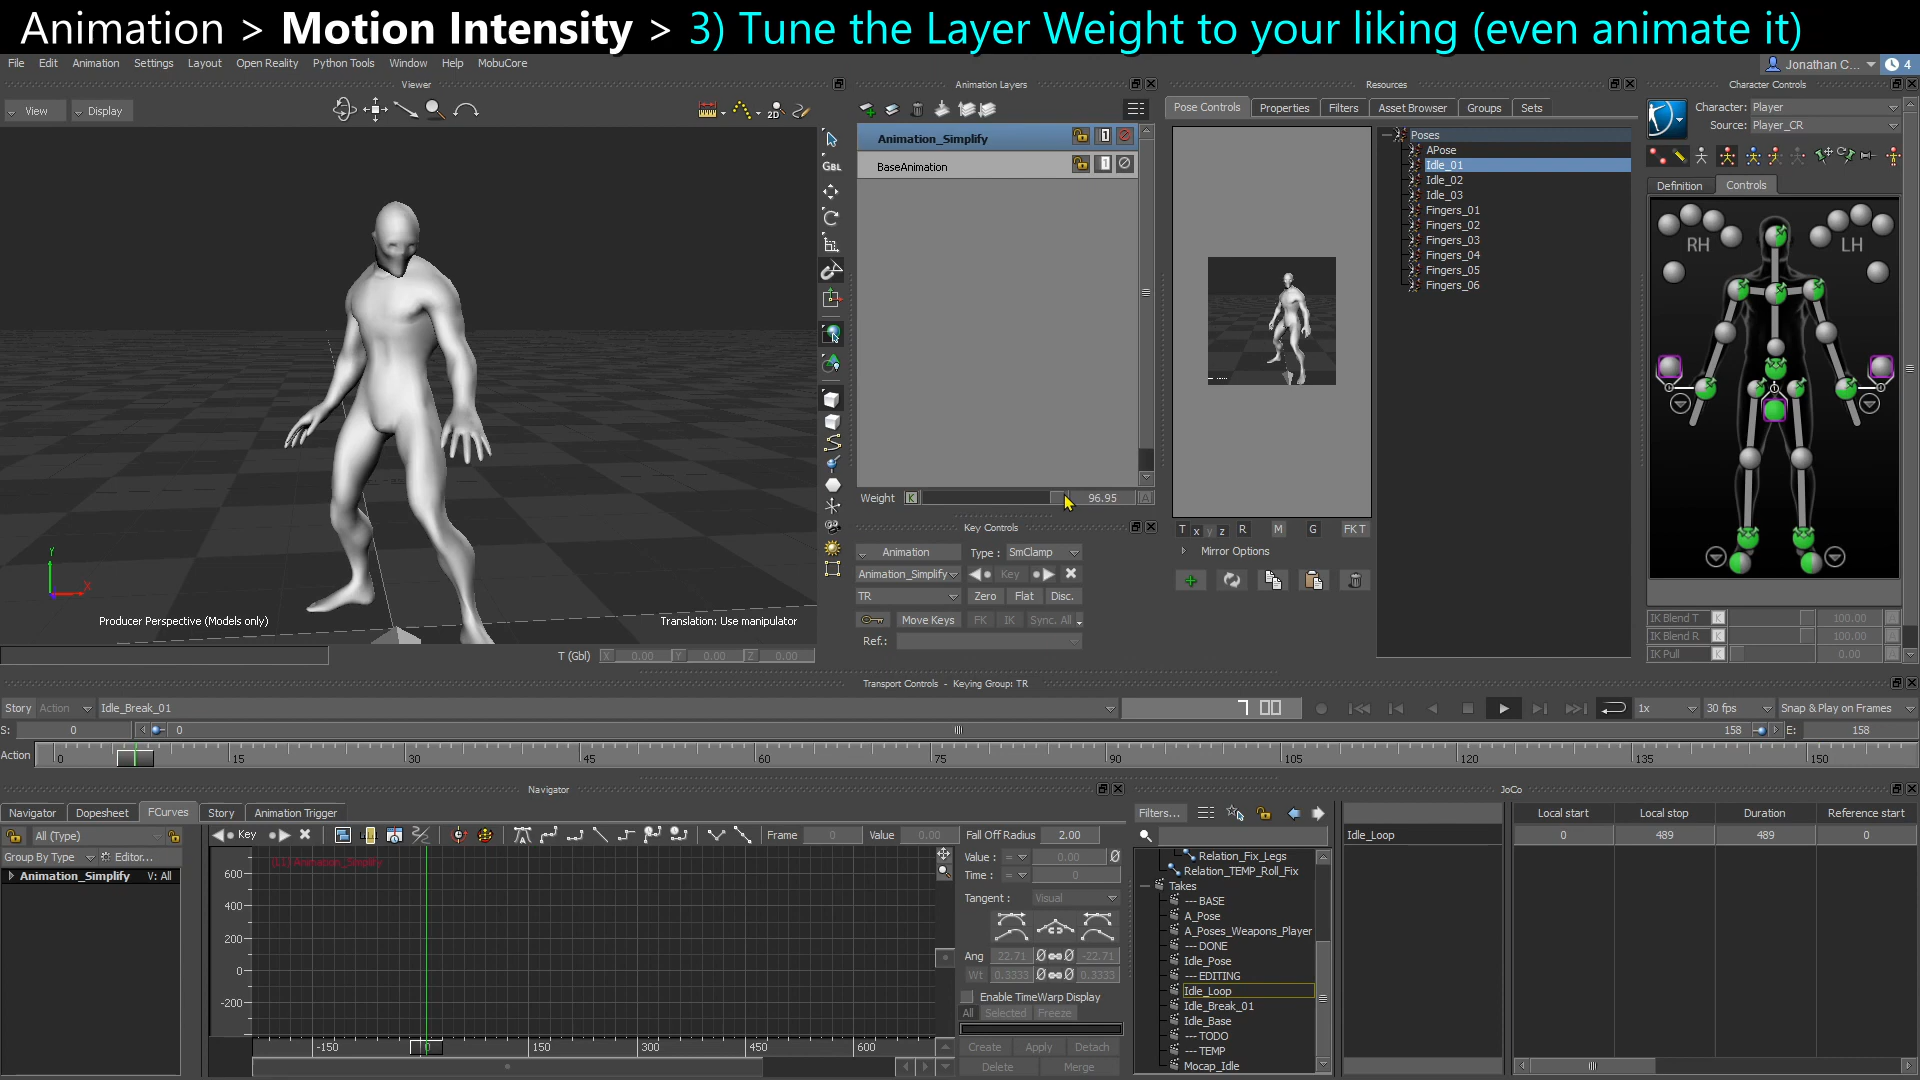 Animation > Motion Intensity > 3) Tune the Layer Weight to your liking (even animate it)
File Edit Animation Settings Layout Open Reality Python Tools Window Help MobuCore
Jonathan C... 4
Viewer
View Display
2D
GBL
Producer Perspective (Models only)
Translation: Use manipulator
Y
X
T (Gbl) X 0.00 Y 0.00 Z 0.00
Animation Layers
Animation_Simplify
BaseAnimation
Weight K 96.95 A
Key Controls
Animation Type : SmClamp
Animation_Simplify Key
TR Zero Flat Disc.
Move Keys FK IK Sync. All
Ref.:
Resources
Pose Controls Properties Filters Asset Browser Groups Sets
Poses
APose
Idle_01
Idle_02
Idle_03
Fingers_01
Fingers_02
Fingers_03
Fingers_04
Fingers_05
Fingers_06
T x y z R M G FK T
Mirror Options
Character Controls
Character: Player
Source: Player_CR
Definition Controls
RH LH
IK Blend T K 100.00 A
IK Blend R K 100.00 A
IK Pull K 0.00 A
Transport Controls - Keying Group: TR
Story Action Idle_Break_01
1x 30 fps Snap & Play on Frames
S: 0 0 158 E: 158
Action 0 15 30 45 60 75 90 105 120 135 150
Navigator
Navigator Dopesheet FCurves Story Animation Trigger
All (Type)
Group By Type Editor...
Animation_Simplify V: All
Key Frame 0 Value 0.00 Fall Off Radius 2.00
(L1) Animation_Simplify
600
400
200
0
-200
-150 0 150 300 450 600
Value : = 0.00
Time : = 0
Tangent : Visual
Ang 22.71 -22.71
Wt 0.3333 0.3333
Enable TimeWarp Display
All Selected Freeze
Create Apply Detach
Delete Merge
Filters...
Relation_Fix_Legs
Relation_TEMP_Roll_Fix
Takes
--- BASE
A_Pose
A_Poses_Weapons_Player
--- DONE
Idle_Pose
--- EDITING
Idle_Loop
Idle_Break_01
Idle_Base
--- TODO
--- TEMP
Mocap_Idle
JoCo
Local start Local stop Duration Reference start
Idle_Loop 0 489 489 0